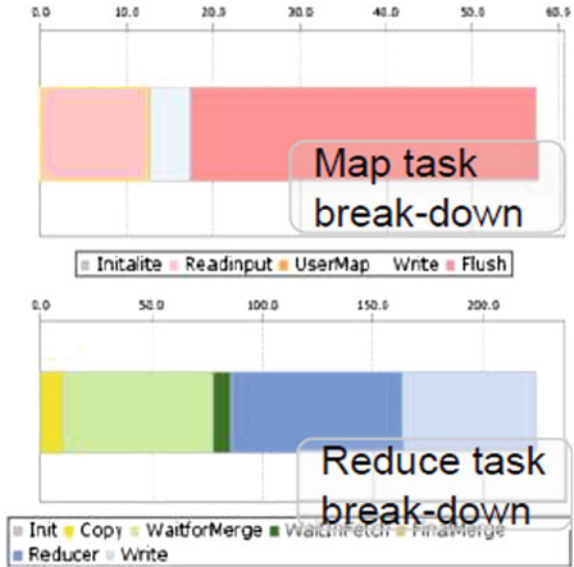 0.0 10.0 20.0 30.0 40.0 50.0 60.0
Map task
break-down
Initalite Readinput UserMap Write Flush
0.0 50.0 100.0 150.0 200.0
Reduce task
break-down
Init Copy WaitforMerge WaitInFetch FinalMerge
Reducer Write